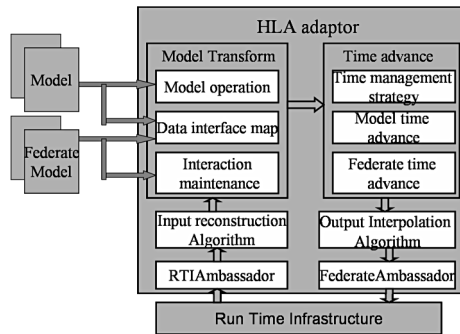 HLA adaptor
Model Transform
Time advance
Model
Model operation
Time management
strategy
Data interface map
Model time
advance
Federate
Model
Interaction
maintenance
Federate time
advance
Input reconstruction
Algorithm
Output Interpolation
Algorithm
RTIAmbassador
FederateAmbassador
Run Time Infrastructure